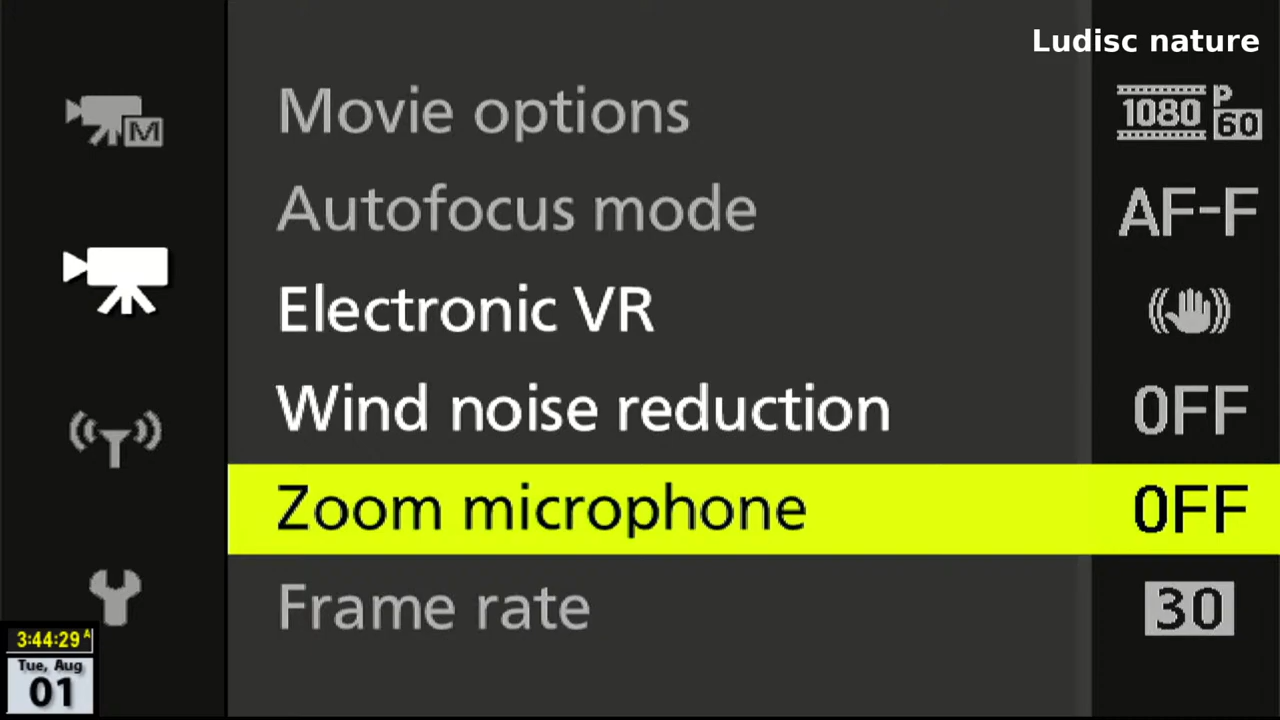 Ludisc nature
Movie options 1080 P 60
M
Autofocus mode AF-F
Electronic VR
Wind noise reduction OFF
Zoom microphone OFF
Frame rate 30
3:44:29 A
Tue, Aug
01